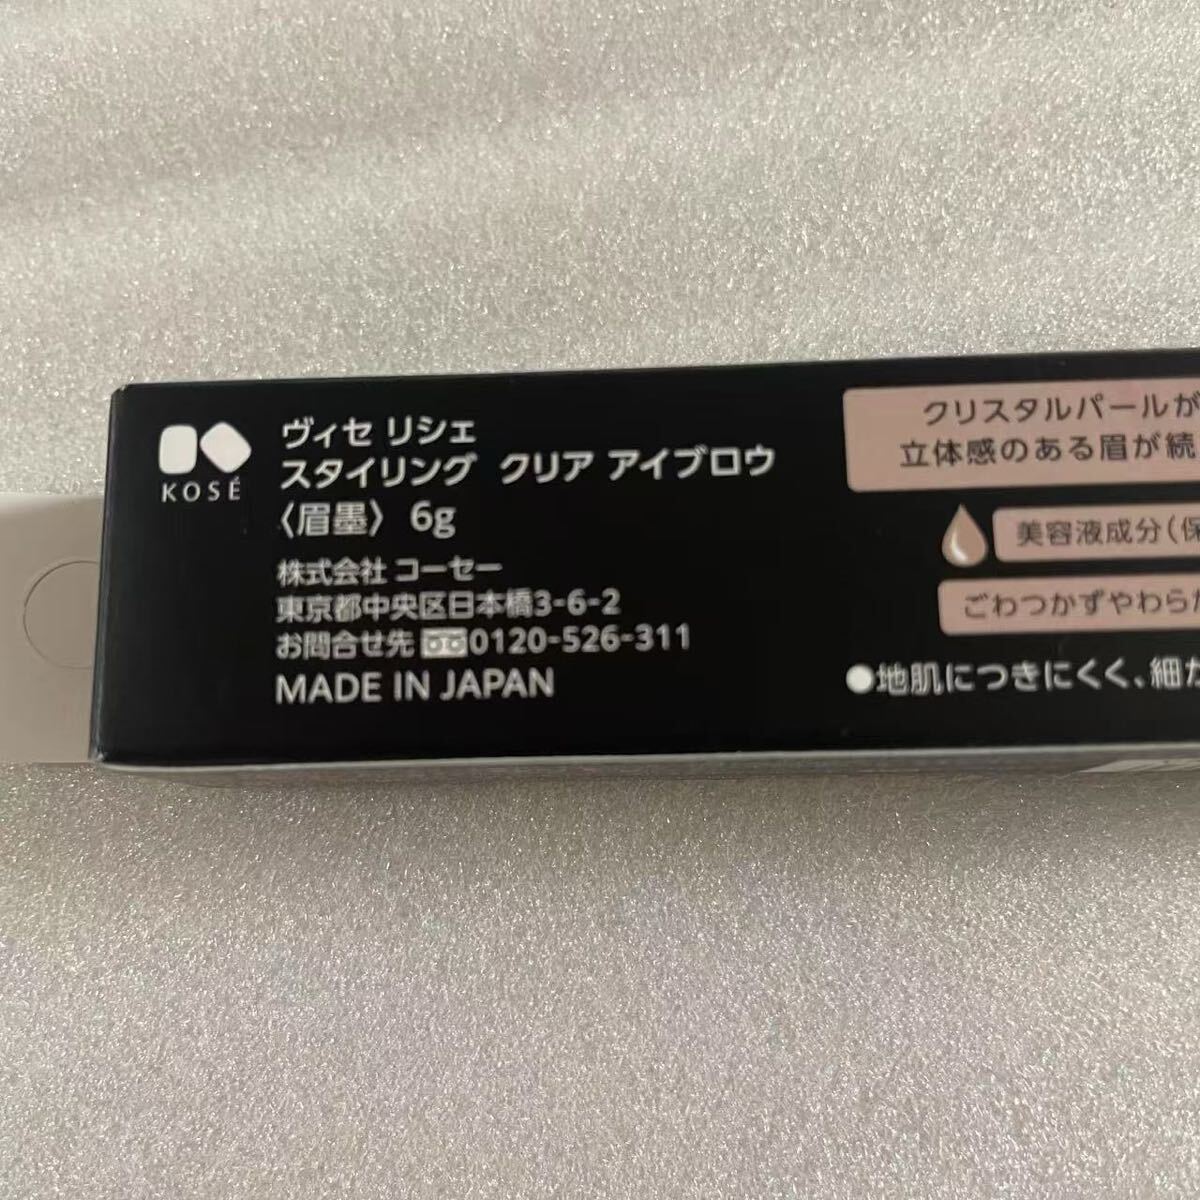 KOSÉ
ヴィセ リシェ
スタイリング クリア アイブロウ
〈眉墨〉 6g
株式会社 コーセー
東京都中央区日本橋3-6-2
お問合せ先 0120-526-311
MADE IN JAPAN
クリスタルパールが
立体感のある眉が続
美容液成分(保
ごわつかずやわらか
●地肌につきにくく、細か